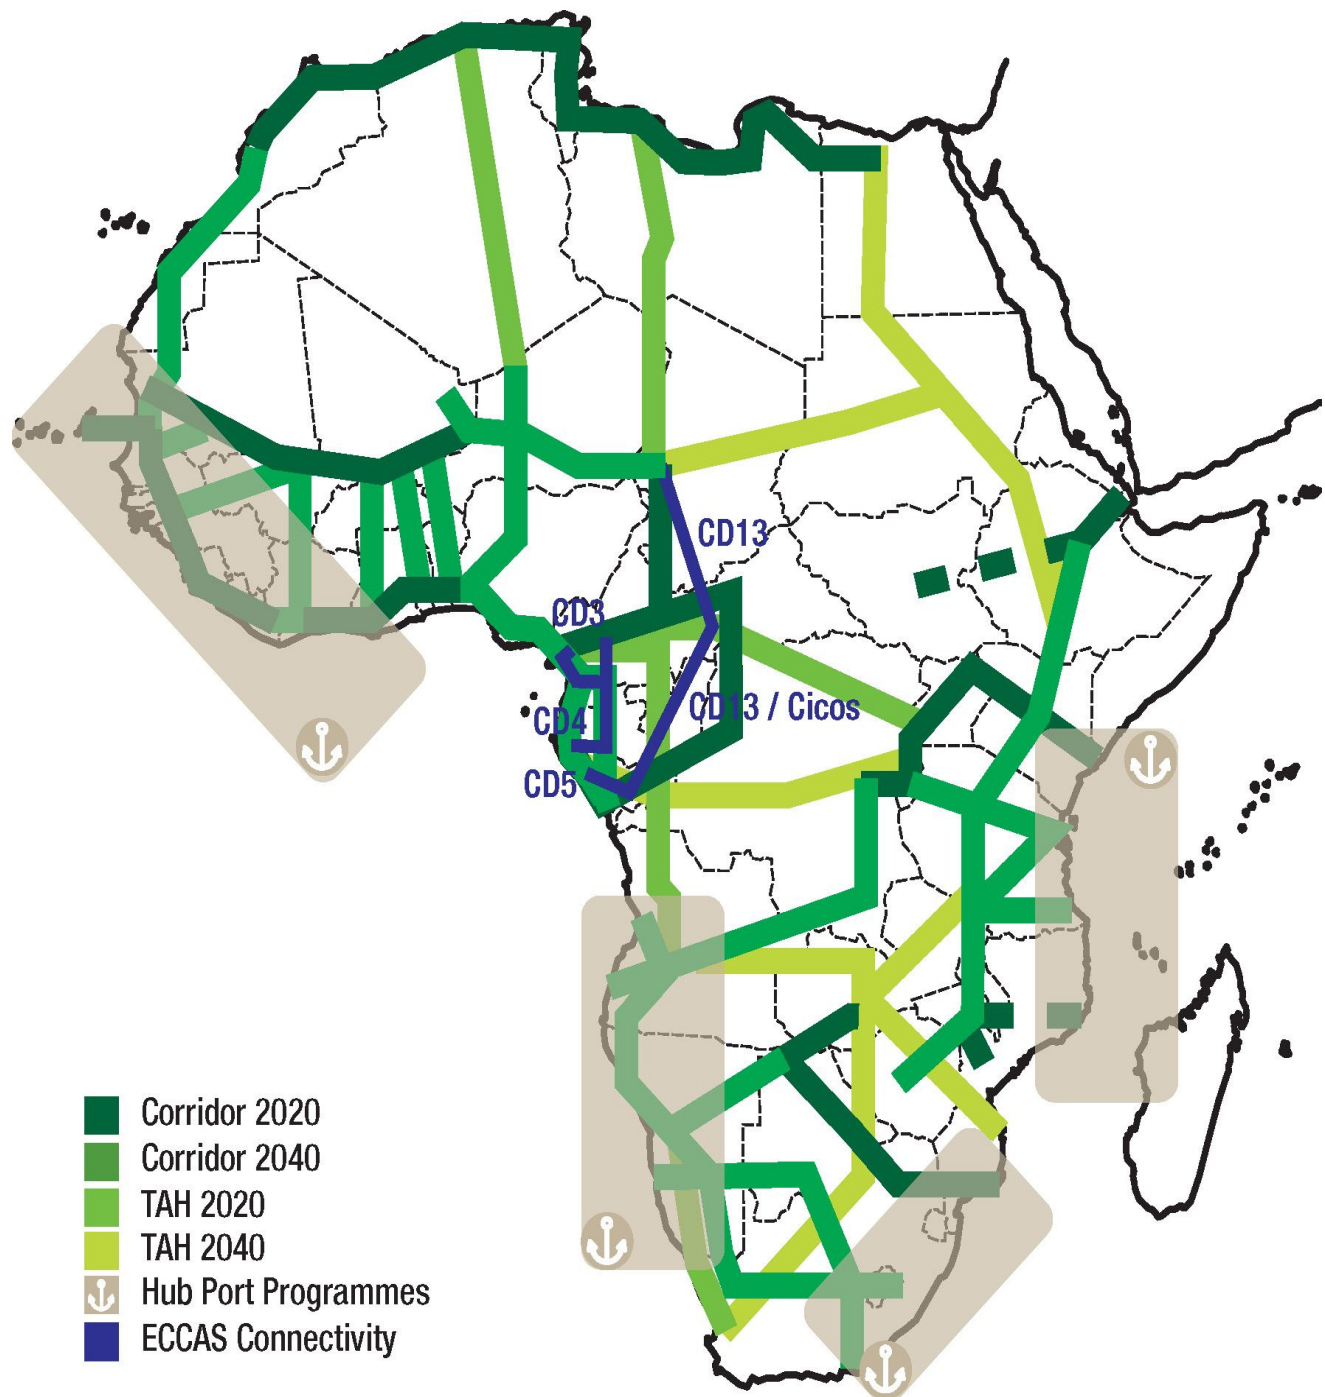 CD13
CD3
CD13 / Cicos
CD4
CD5
Corridor 2020
Corridor 2040
TAH 2020
TAH 2040
Hub Port Programmes
ECCAS Connectivity